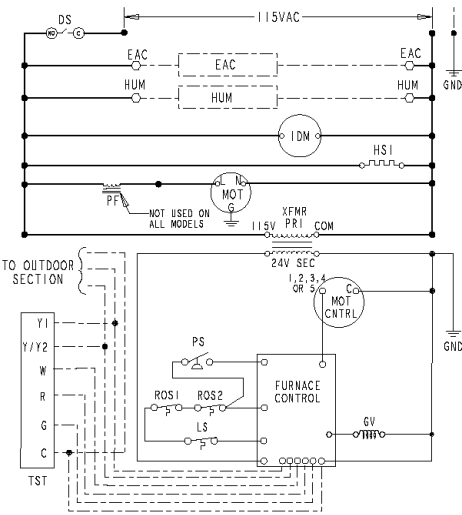 115VAC
DS
NO
C
EAC
EAC
EAC
GND
HUM
HUM
HUM
IDM
HSI
L N
MOT
G
PF
NOT USED ON
ALL MODELS
XFMR
PRI
115V
COM
24V SEC
TO OUTDOOR
SECTION
1,2,3,4
OR 5
C
MOT
CNTRL
GND
Y1
Y/Y2
W
R
G
C
TST
PS
ROS1
ROS2
LS
FURNACE
CONTROL
GV